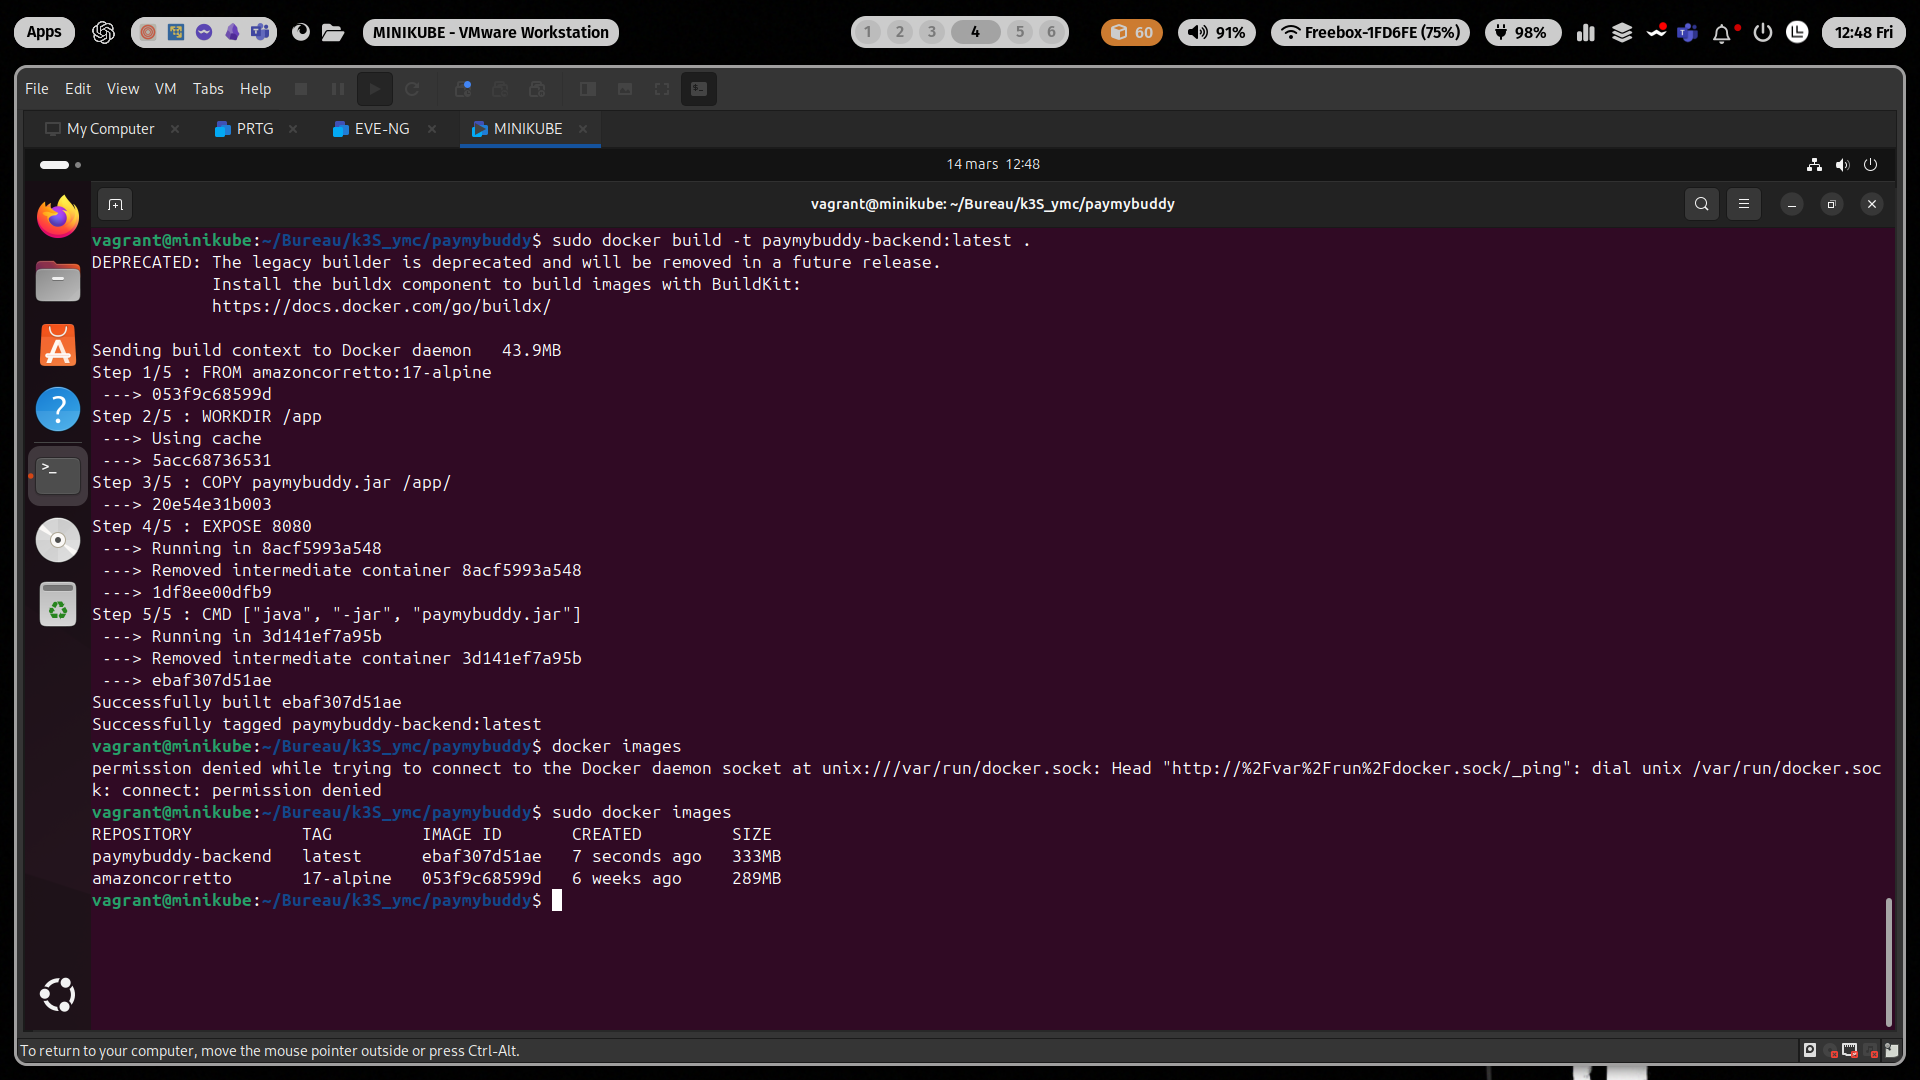 Apps
MINIKUBE - VMware Workstation
1 2 3 4 5 6
60
91%
Freebox-1FD6FE (75%)
98%
12:48 Fri
File Edit View VM Tabs Help
My Computer
PRTG
EVE-NG
MINIKUBE
14 mars 12:48
vagrant@minikube: ~/Bureau/k3S_ymc/paymybuddy
vagrant@minikube:~/Bureau/k3S_ymc/paymybuddy$ sudo docker build -t paymybuddy-backend:latest .
DEPRECATED: The legacy builder is deprecated and will be removed in a future release.
            Install the buildx component to build images with BuildKit:
            https://docs.docker.com/go/buildx/
Sending build context to Docker daemon   43.9MB
Step 1/5 : FROM amazoncorretto:17-alpine
 ---> 053f9c68599d
Step 2/5 : WORKDIR /app
 ---> Using cache
 ---> 5acc68736531
Step 3/5 : COPY paymybuddy.jar /app/
 ---> 20e54e31b003
Step 4/5 : EXPOSE 8080
 ---> Running in 8acf5993a548
 ---> Removed intermediate container 8acf5993a548
 ---> 1df8ee00dfb9
Step 5/5 : CMD ["java", "-jar", "paymybuddy.jar"]
 ---> Running in 3d141ef7a95b
 ---> Removed intermediate container 3d141ef7a95b
 ---> ebaf307d51ae
Successfully built ebaf307d51ae
Successfully tagged paymybuddy-backend:latest
vagrant@minikube:~/Bureau/k3S_ymc/paymybuddy$ docker images
permission denied while trying to connect to the Docker daemon socket at unix:///var/run/docker.sock: Head "http://%2Fvar%2Frun%2Fdocker.sock/_ping": dial unix /var/run/docker.soc
k: connect: permission denied
vagrant@minikube:~/Bureau/k3S_ymc/paymybuddy$ sudo docker images
REPOSITORY           TAG         IMAGE ID       CREATED         SIZE
paymybuddy-backend   latest      ebaf307d51ae   7 seconds ago   333MB
amazoncorretto       17-alpine   053f9c68599d   6 weeks ago     289MB
vagrant@minikube:~/Bureau/k3S_ymc/paymybuddy$
To return to your computer, move the mouse pointer outside or press Ctrl-Alt.